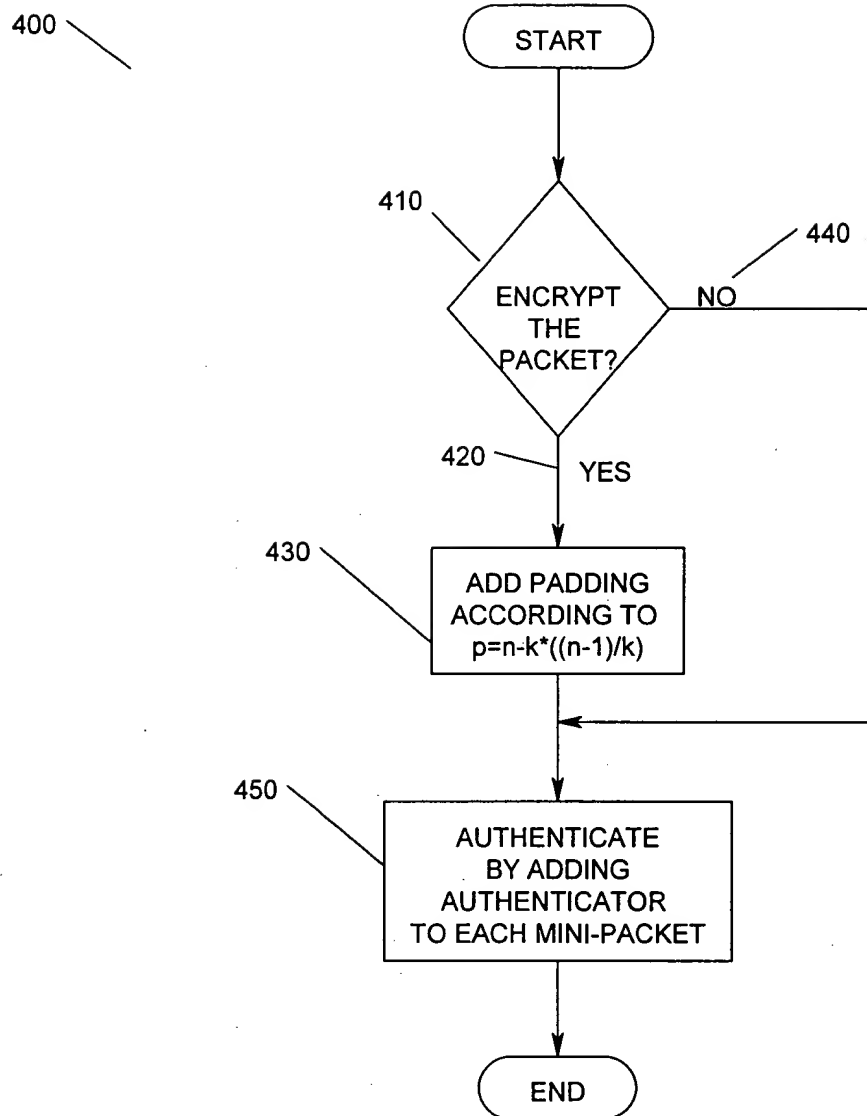 400
START
410
440
ENCRYPT
THE
PACKET?
NO
420
YES
430
ADD PADDING
ACCORDING TO
p=n-k*((n-1)/k)
450
AUTHENTICATE
BY ADDING
AUTHENTICATOR
TO EACH MINI-PACKET
END